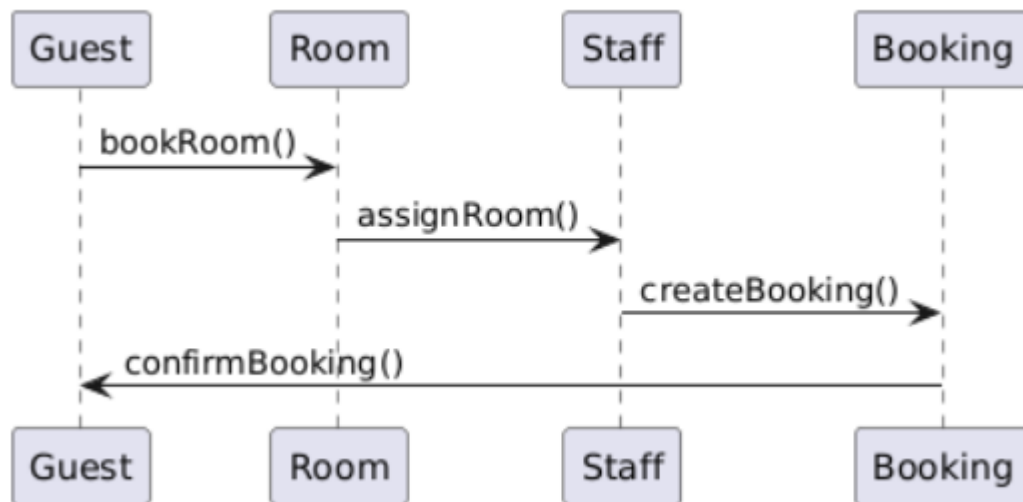 Guest Room Staff Booking
bookRoom()
assignRoom()
createBooking()
confirmBooking()
Guest Room Staff Booking